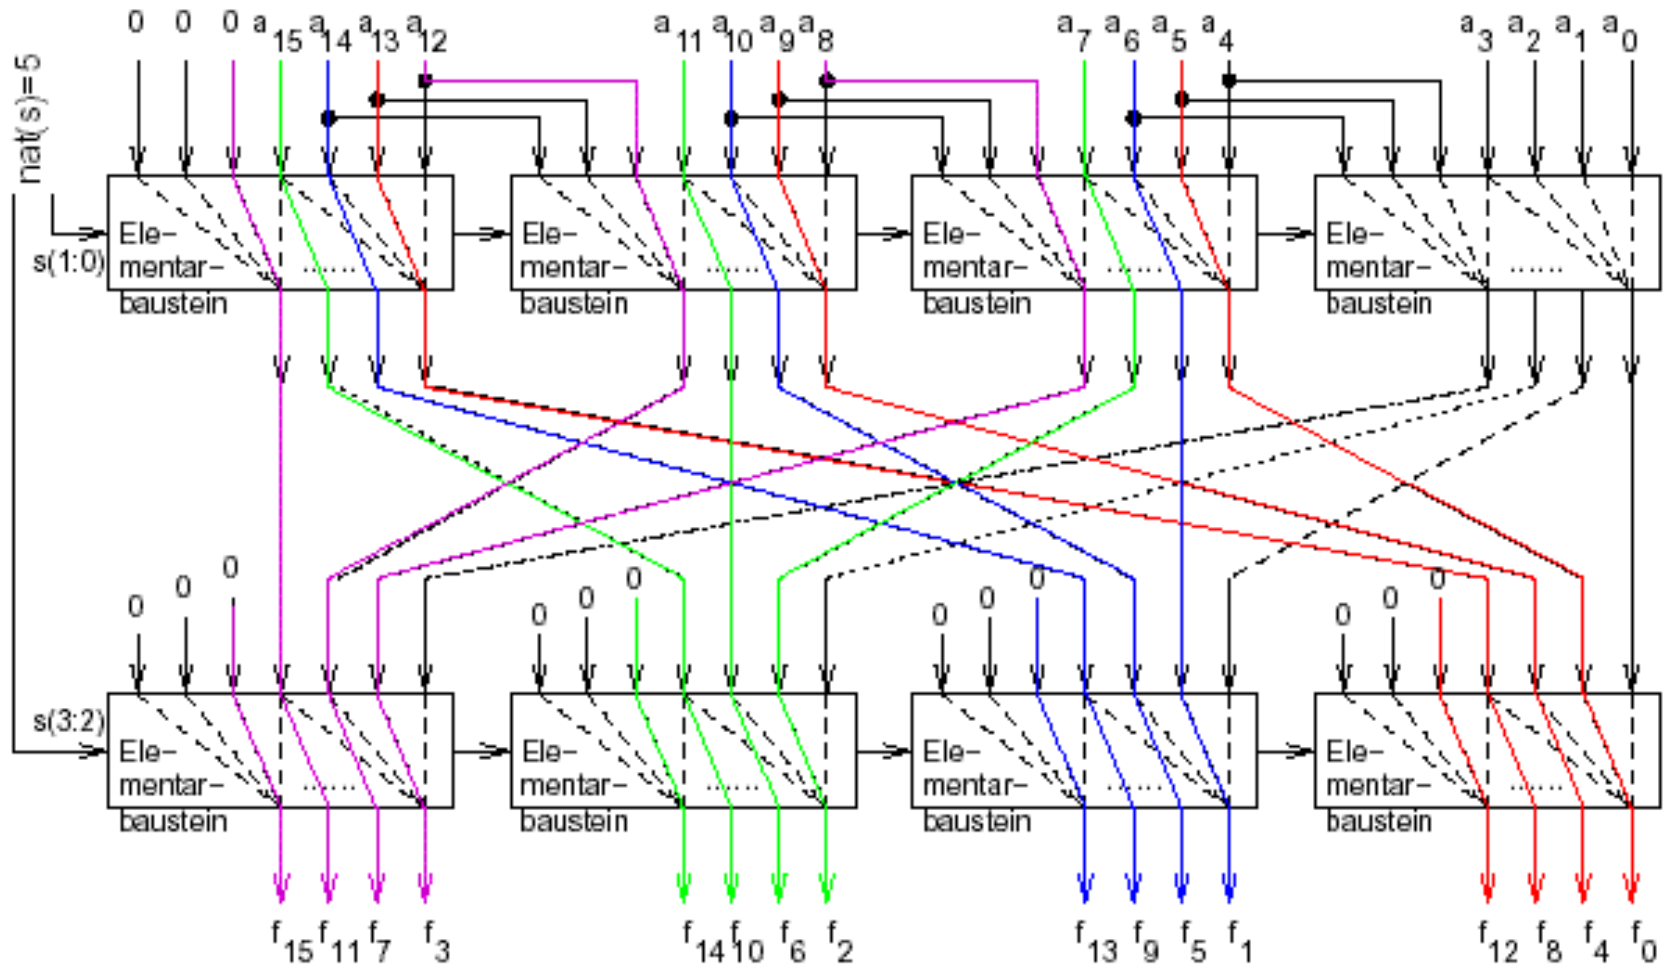 0 0 0 a15 a14 a13 a12 a11 a10 a9 a8 a7 a6 a5 a4 a3 a2 a1 a0
nat(s)=5
s(1:0)
Ele-
mentar- ......
baustein
Ele-
mentar- ......
baustein
Ele-
mentar- ......
baustein
Ele-
mentar- ......
baustein
0 0 0
0 0 0
0 0 0
0 0 0
s(3:2)
Ele-
mentar- ......
baustein
Ele-
mentar- ......
baustein
Ele-
mentar- ......
baustein
Ele-
mentar- ......
baustein
f15 f11 f7 f3 f14 f10 f6 f2 f13 f9 f5 f1 f12 f8 f4 f0